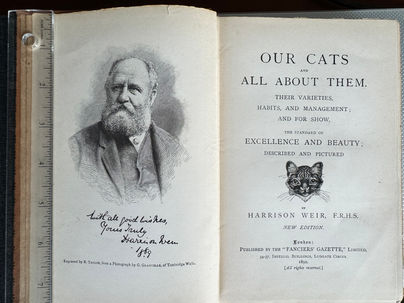 With all good wishes,
Yours truly
Harrison Weir
1889
Engraved by R. Taylor, from a Photograph by G. Glanville, of Tunbridge Wells.
OUR CATS
AND
ALL ABOUT THEM.
THEIR VARIETIES,
HABITS, AND MANAGEMENT;
AND FOR SHOW,
THE STANDARD OF
EXCELLENCE AND BEAUTY;
DESCRIBED AND PICTURED
BY
HARRISON WEIR, F.R.H.S.
NEW EDITION.
London:
PUBLISHED BY THE "FANCIERS' GAZETTE," LIMITED,
IMPERIAL BUILDINGS, LUDGATE CIRCUS.
[All rights reserved.]